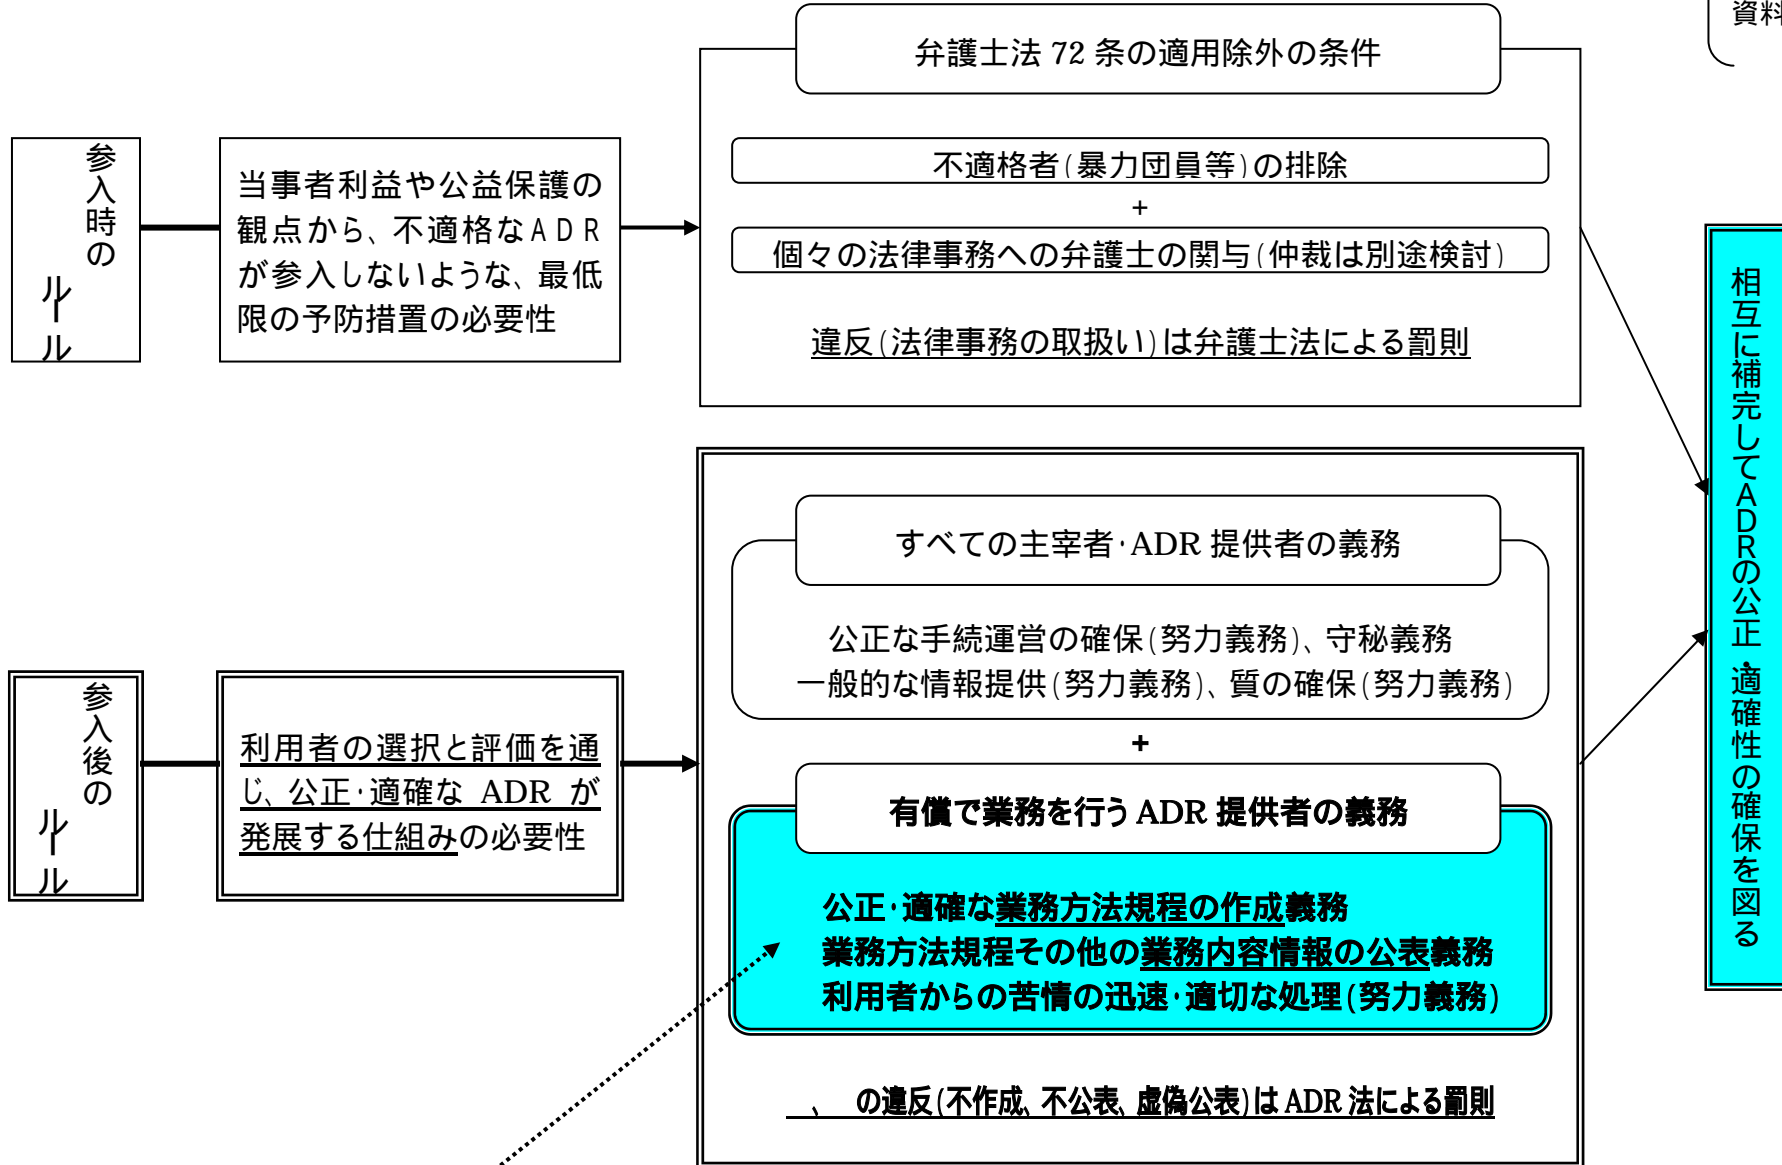 資料
弁護士法 72 条の適用除外の条件
不適格者(暴力団員等)の排除
+
個々の法律事務への弁護士の関与(仲裁は別途検討)
違反(法律事務の取扱い)は弁護士法による罰則
参入時の
ルール
当事者利益や公益保護の
観点から、不適格なADR
が参入しないような、最低
限の予防措置の必要性
すべての主宰者・ADR 提供者の義務
公正な手続運営の確保(努力義務)、守秘義務
一般的な情報提供(努力義務)、質の確保(努力義務)
+
有償で業務を行う ADR 提供者の義務
公正・適確な業務方法規程の作成義務
業務方法規程その他の業務内容情報の公表義務
利用者からの苦情の迅速・適切な処理(努力義務)
、 の違反(不作成、不公表、虚偽公表)は ADR 法による罰則
参入後の
ルール
利用者の選択と評価を通
じ、公正・適確な ADR が
発展する仕組みの必要性
相互に補完してADRの公正・適確性の確保を図る